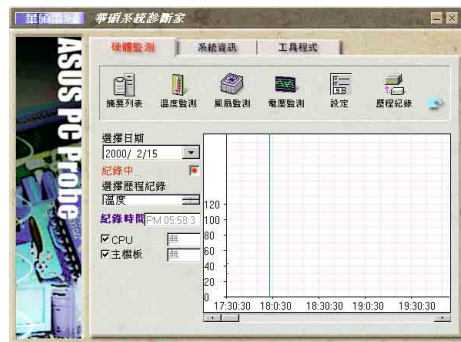 華碩電腦 華碩系統診斷家
硬體監測 系統資訊 工具程式
摘要列表 溫度監測 風扇監測 電壓監測 設定 歷程紀錄
ASUS PC Probe
選擇日期
2000/ 2/15
紀錄中...
選擇歷程紀錄
溫度
紀錄時間 PM 05:58:3
CPU 無
主機板 無
120
100
80
60
40
20
0
17:30:30 18:0:30 18:30:30 19:0:30 19:30:30